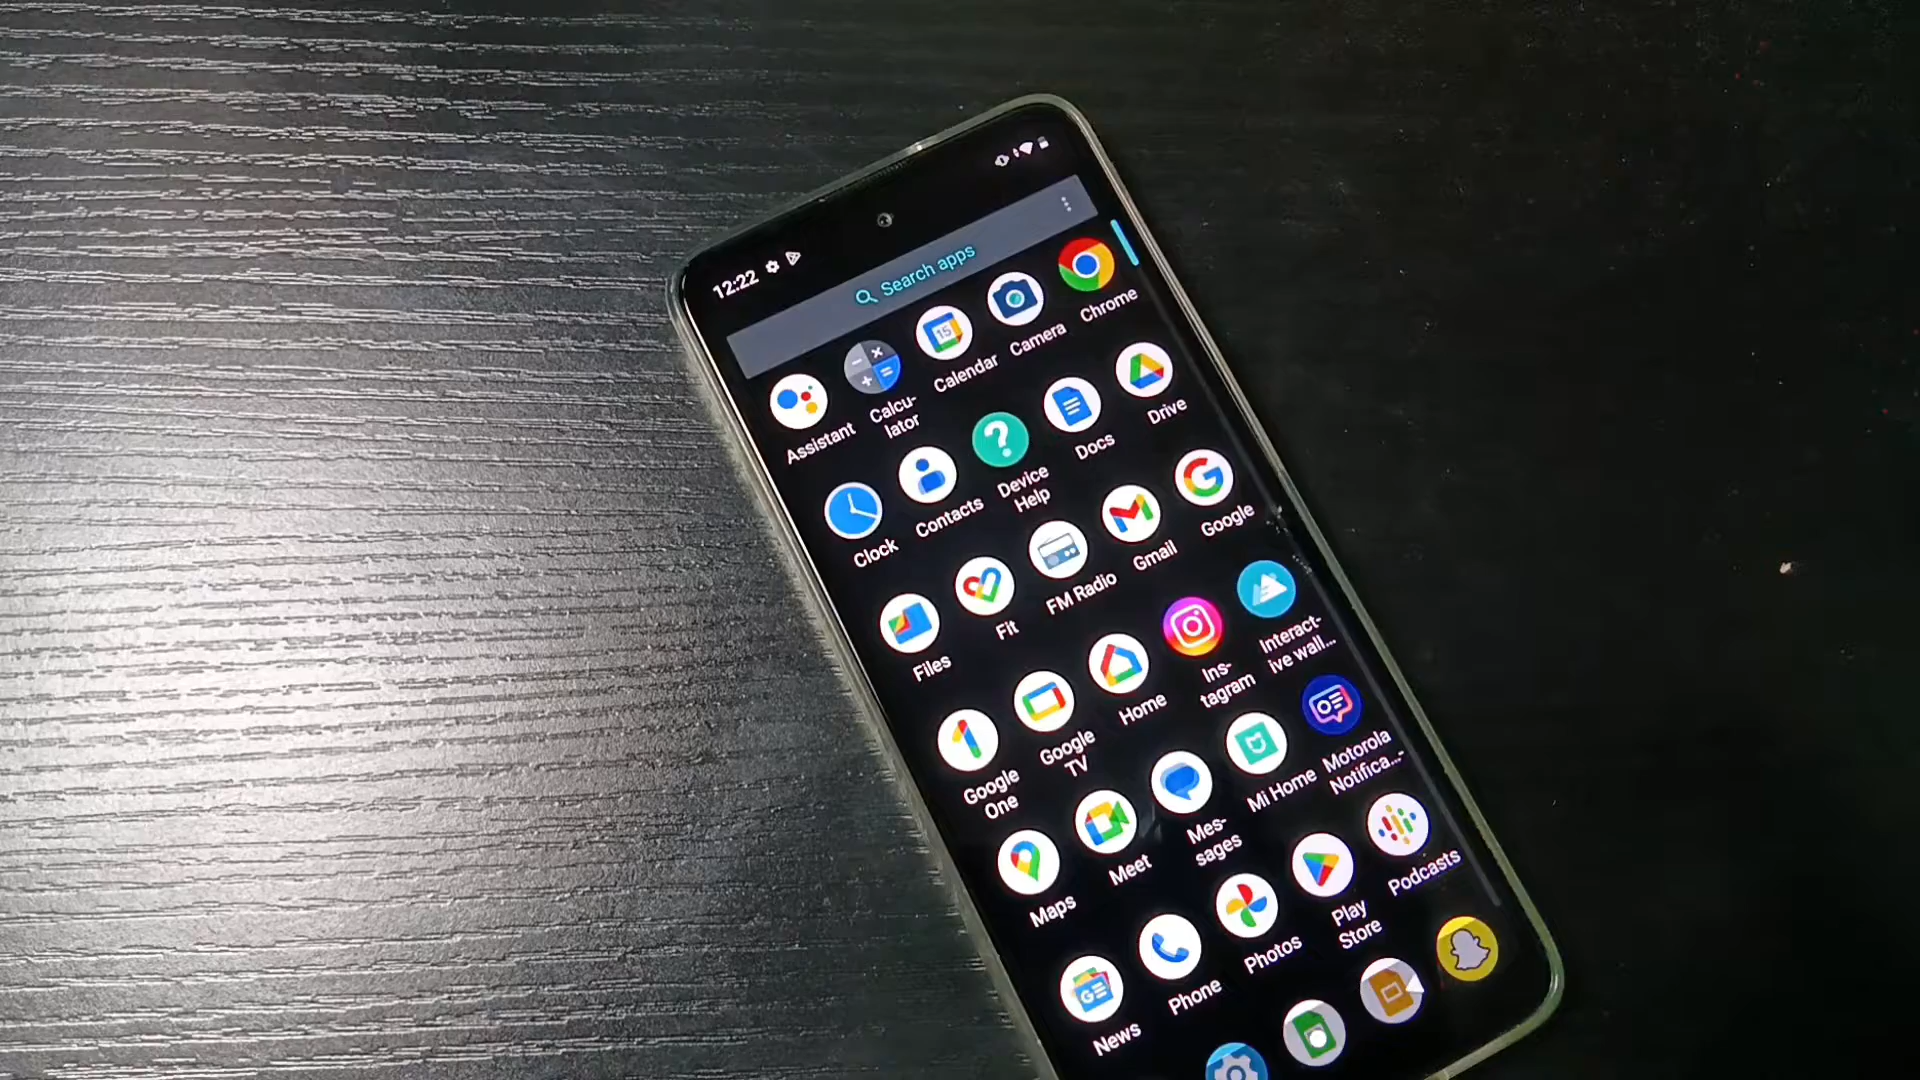 12:22
Search apps
Assistant
Calcu-
lator
Calendar
15
Camera
Chrome
Clock
Contacts
Device
Help
Docs
Drive
Files
Fit
FM Radio
Gmail
Google
Google
One
Google
TV
Home
Ins-
tagram
Interact-
ive wall...
Maps
Meet
Mes-
sages
Mi Home
Motorola
Notifica...
News
Phone
Photos
Play
Store
Podcasts